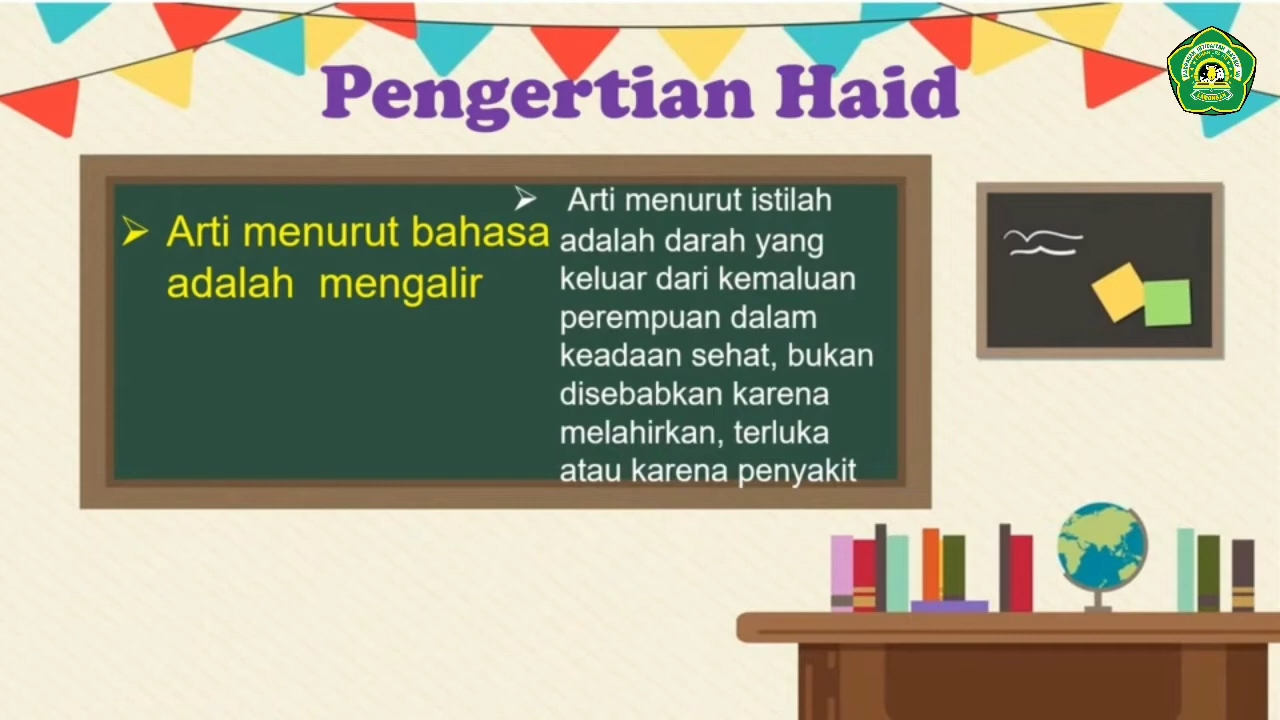 Pengertian Haid
➢ Arti menurut bahasa
adalah mengalir
➢ Arti menurut istilah
adalah darah yang
keluar dari kemaluan
perempuan dalam
keadaan sehat, bukan
disebabkan karena
melahirkan, terluka
atau karena penyakit